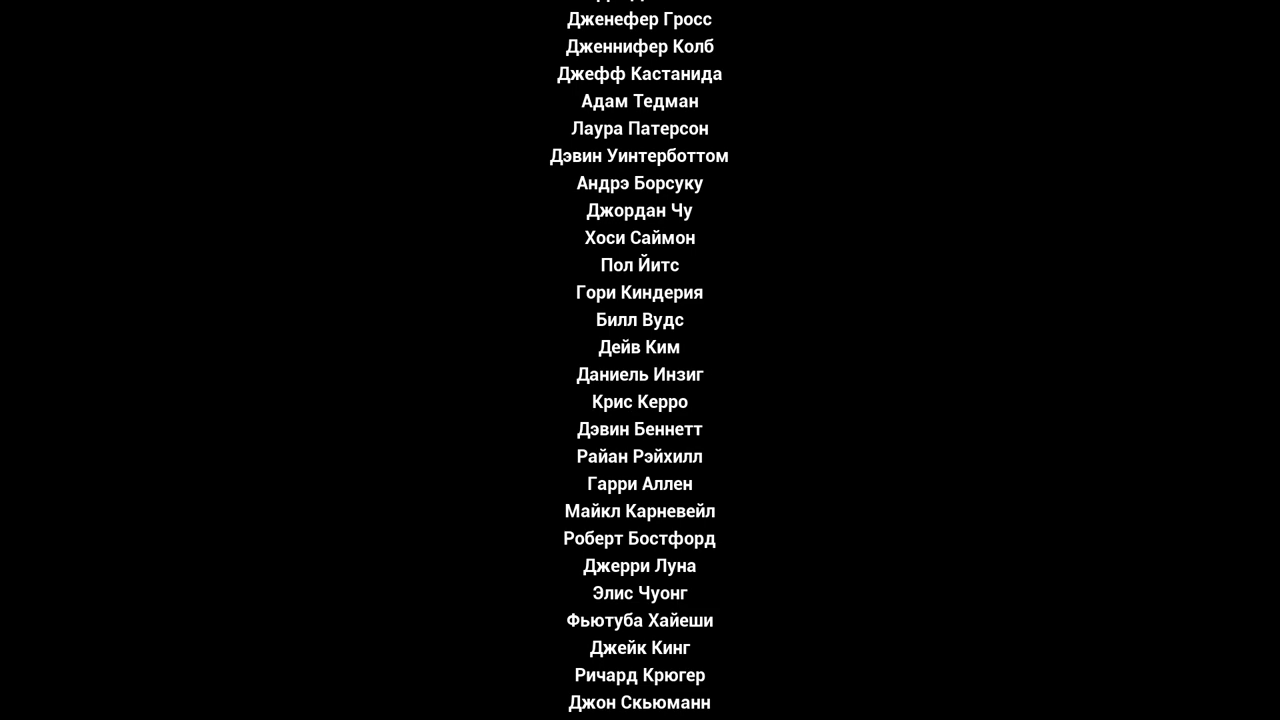 Дженефер Гросс
Дженнифер Колб
Джефф Кастанида
Адам Тедман
Лаура Патерсон
Дэвин Уинтерботтом
Андрэ Борсуку
Джордан Чу
Хоси Саймон
Пол Йитс
Гори Киндерия
Билл Вудс
Дейв Ким
Даниель Инзиг
Крис Керро
Дэвин Беннетт
Райан Рэйхилл
Гарри Аллен
Майкл Карневейл
Роберт Бостфорд
Джерри Луна
Элис Чуонг
Фьютуба Хайеши
Джейк Кинг
Ричард Крюгер
Джон Скьюманн